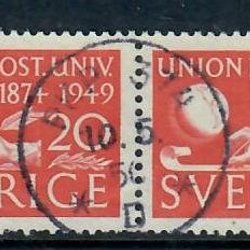 POST. UNIV.
1874 1949
20
RIGE
UNION
SVE
10. 5.
D